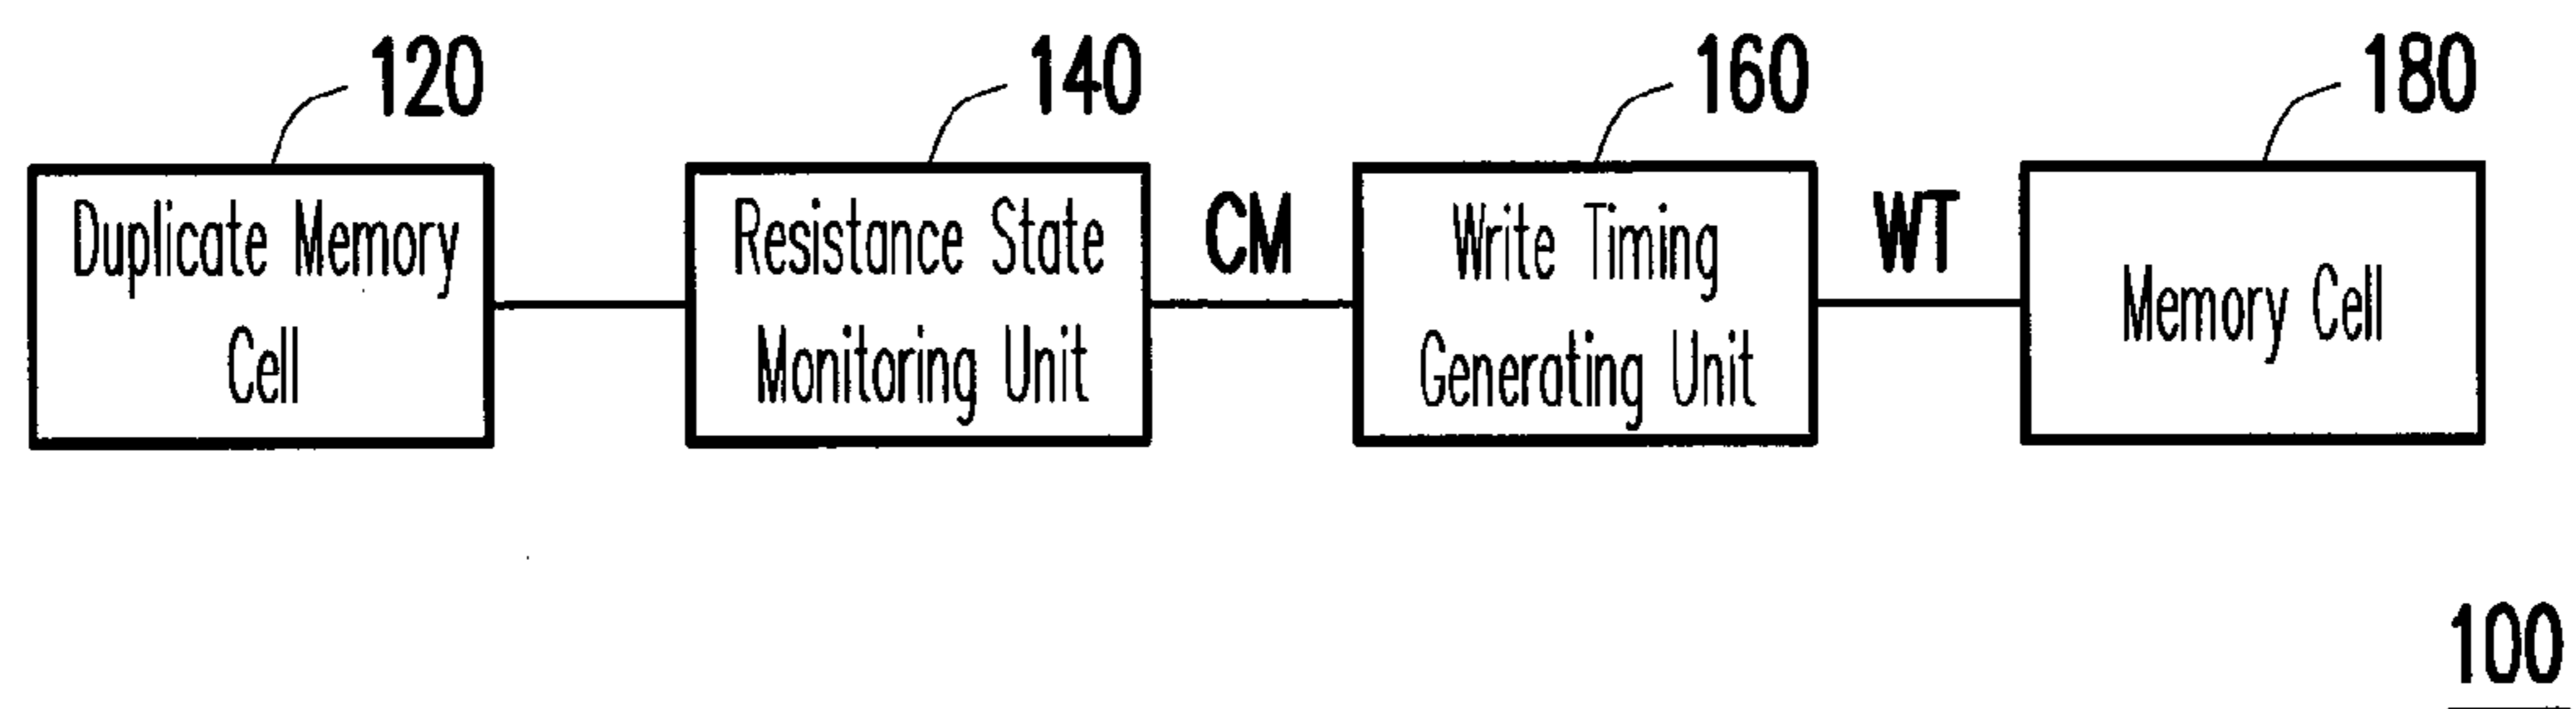 120
140
160
180
Duplicate Memory
Cell
Resistance State
Monitoring Unit
CM
Write Timing
Generating Unit
WT
Memory Cell
100